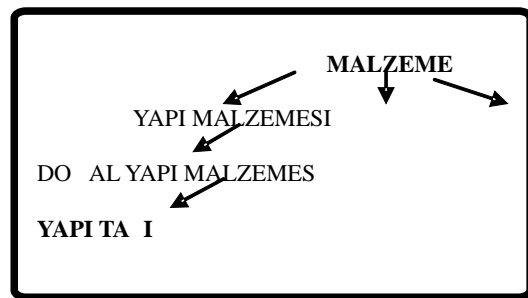 MALZEME
YAPI MALZEMESI
DO AL YAPI MALZEMES
YAPI TA I